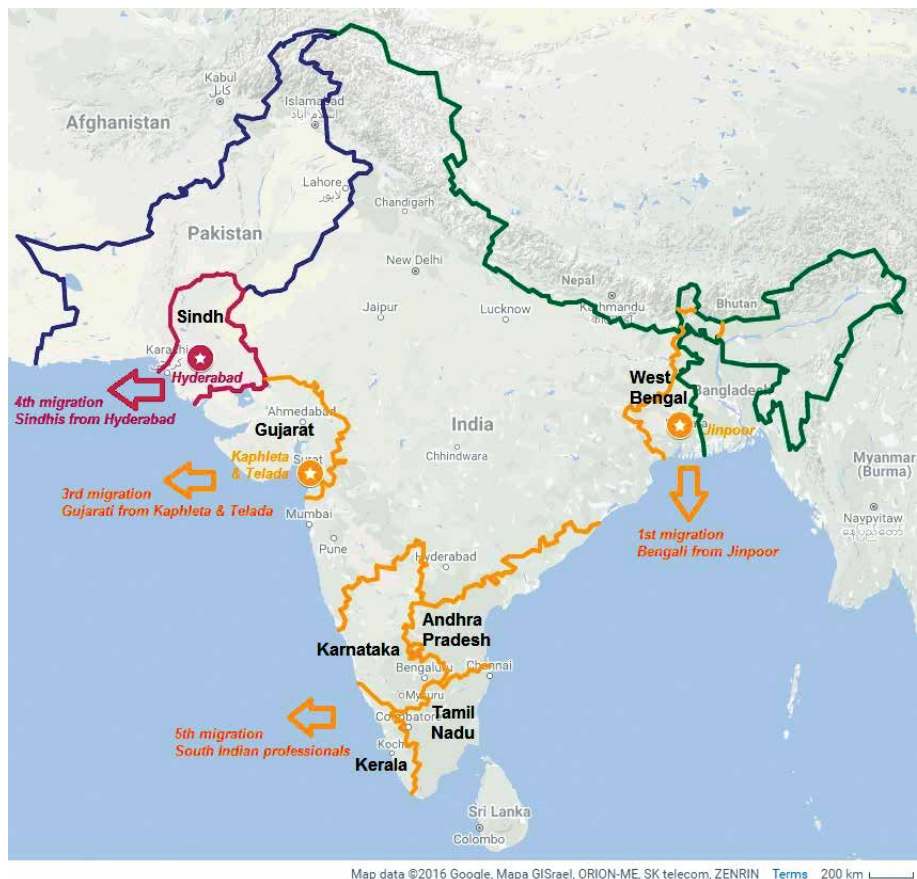 Kabul
کابل
Islamabad
Afghanistan
Lahore
لاہور
Chandigarh
Pakistan
New Delhi
Nepal
Kathmandu
Bhutan
Jaipur
Lucknow
Sindh
Karachi
Hyderabad
4th migration
Sindhis from Hyderabad
West
Bengal
Bangladesh
Jinpoor
Ahmedabad
Gujarat
India
Kaphleta
Surat
& Telada
Chhindwara
Myanmar
(Burma)
3rd migration
Gujarati from Kaphleta & Telada
Mumbai
Pune
Naypyitaw
1st migration
Bengali from Jinpoor
Hyderabad
Andhra
Pradesh
Karnataka
Bengaluru
Chennai
Mysuru
Coimbatore
Tamil
Nadu
5th migration
South Indian professionals
Kochi
Kerala
Sri Lanka
Colombo
Map data ©2016 Google, Mapa GISrael, ORION-ME, SK telecom, ZENRIN Terms 200 km